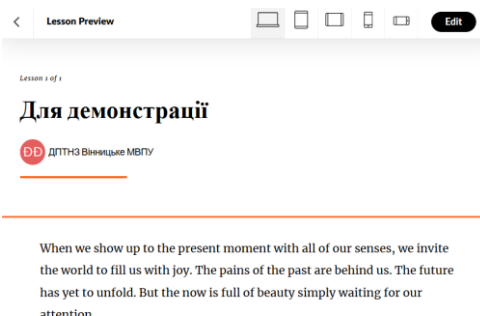 Lesson Preview
Edit
Lesson 1 of 1
Для демонстрації
ĐĐ ДПТНЗ Вінницьке МВПУ
When we show up to the present moment with all of our senses, we invite
the world to fill us with joy. The pains of the past are behind us. The future
has yet to unfold. But the now is full of beauty simply waiting for our
attention